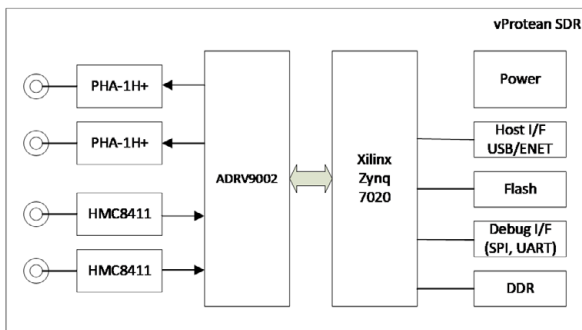 vProtean SDR
PHA-1H+
PHA-1H+
HMC8411
HMC8411
ADRV9002
Xilinx
Zynq
7020
Power
Host I/F
USB/ENET
Flash
Debug I/F
(SPI, UART)
DDR